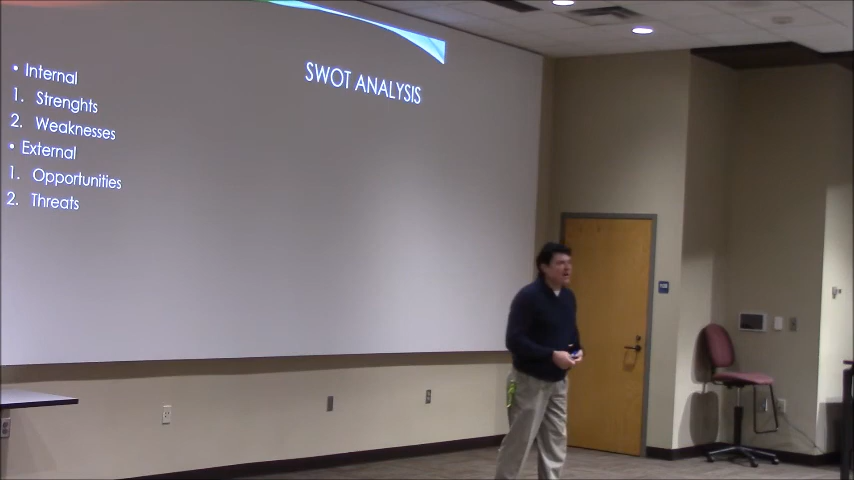 SWOT ANALYSIS
• Internal
1. Strenghts
2. Weaknesses
• External
1. Opportunities
2. Threats